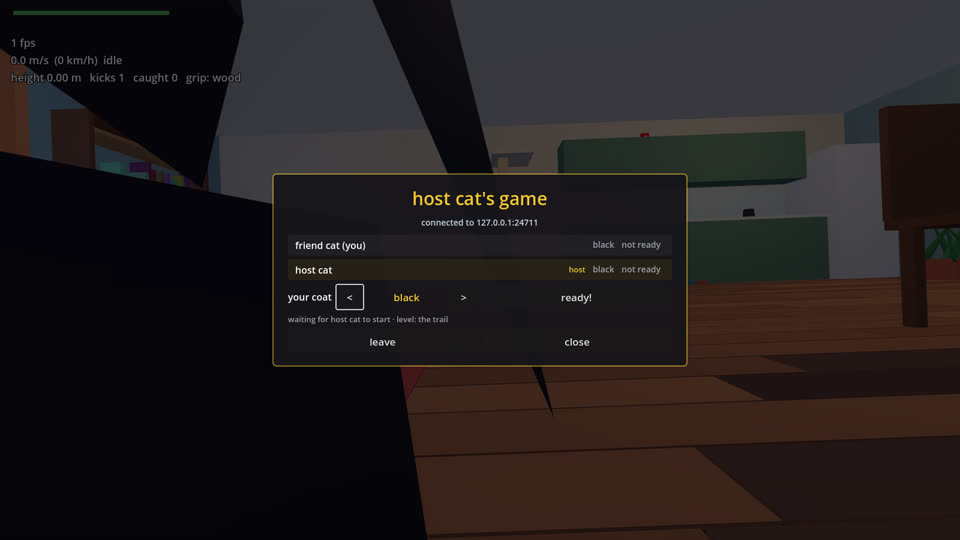 1 fps
0.0 m/s (0 km/h) idle
height 0.00 m kicks 1 caught 0 grip: wood
host cat's game
connected to 127.0.0.1:24711
friend cat (you) black not ready
host cat host black not ready
your coat < black > ready!
waiting for host cat to start · level: the trail
leave close